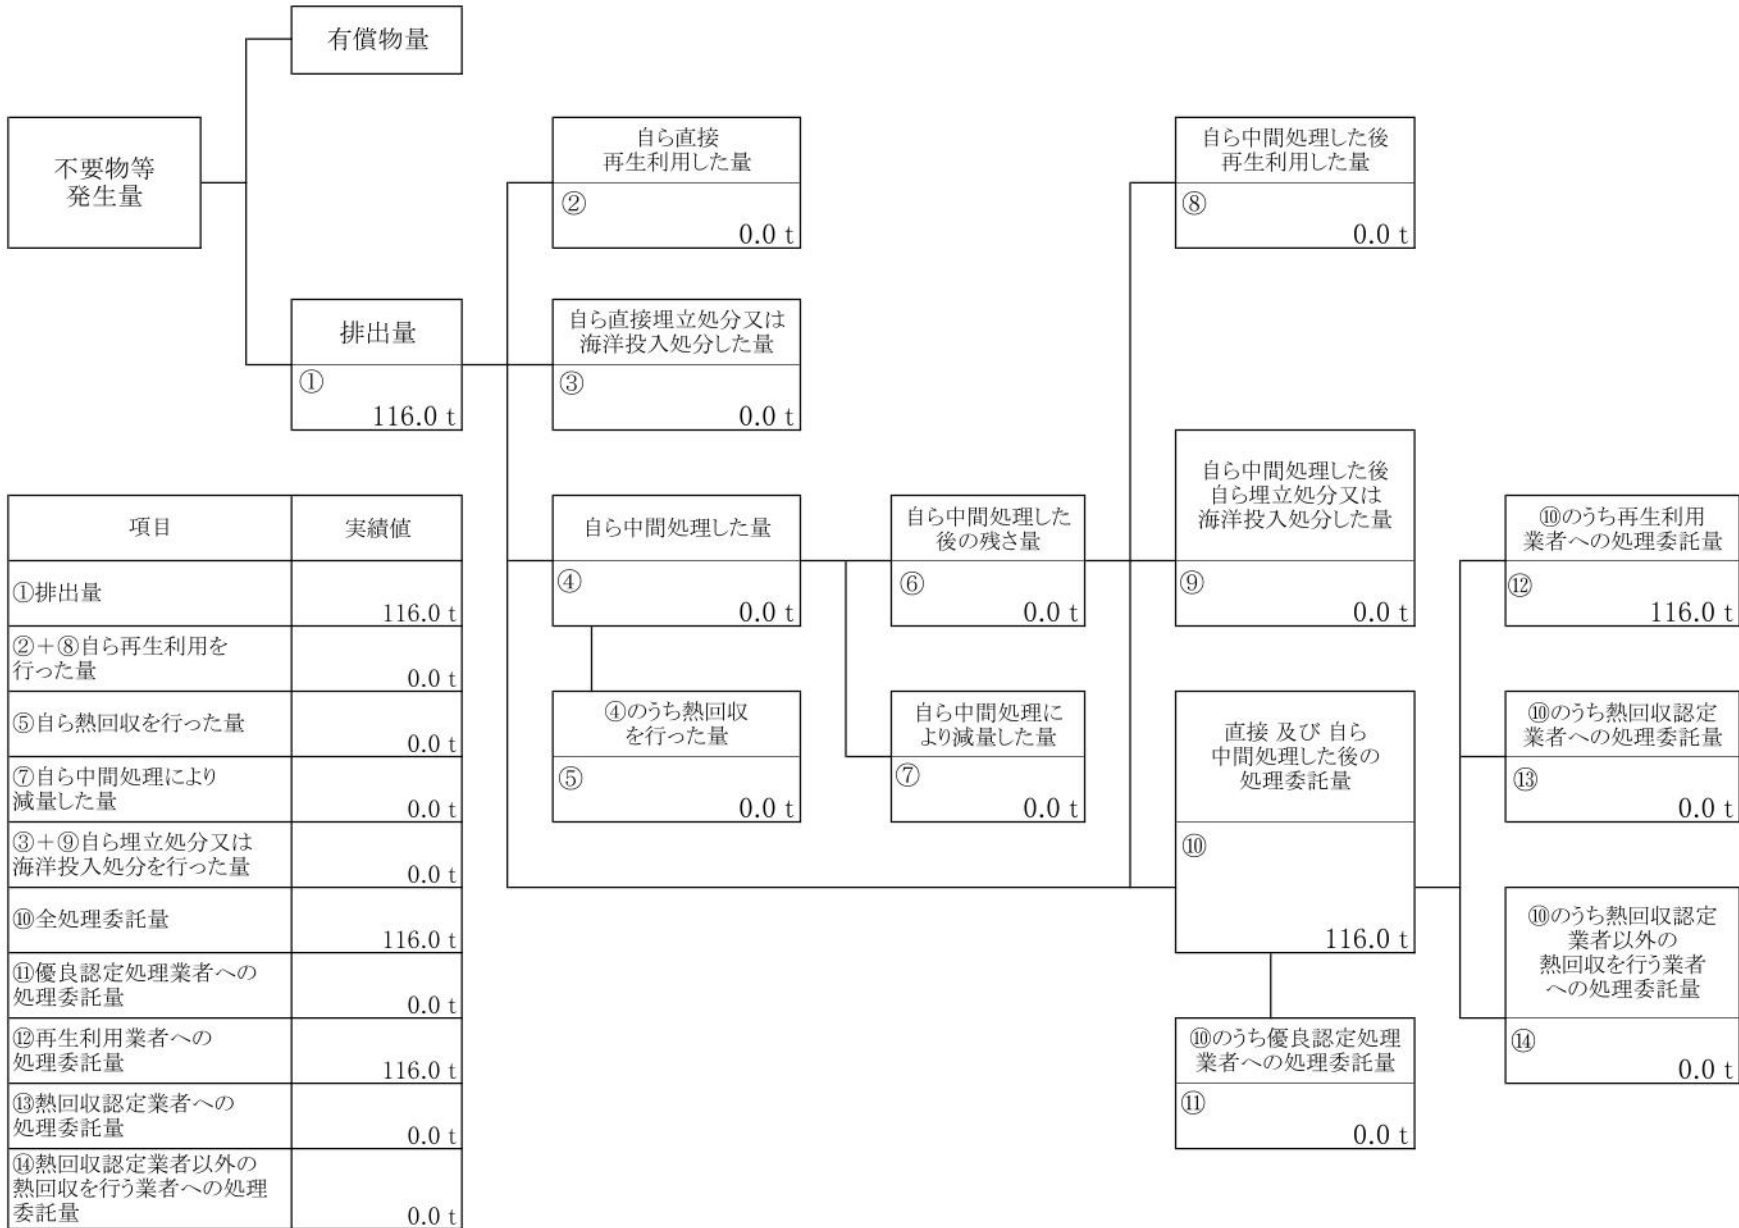 有償物量
不要物等
発生量
自ら直接
再生利用した量
②
0.0 t
自ら中間処理した後
再生利用した量
⑧
0.0 t
排出量
①
116.0 t
自ら直接埋立処分又は
海洋投入処分した量
③
0.0 t
自ら中間処理した量
④
0.0 t
自ら中間処理した
後の残さ量
⑥
0.0 t
自ら中間処理した後
自ら埋立処分又は
海洋投入処分した量
⑨
0.0 t
⑩のうち再生利用
業者への処理委託量
⑫
116.0 t
④のうち熱回収
を行った量
⑤
0.0 t
自ら中間処理に
より減量した量
⑦
0.0 t
直接 及び 自ら
中間処理した後の
処理委託量
⑩
116.0 t
⑩のうち熱回収認定
業者への処理委託量
⑬
0.0 t
⑩のうち熱回収認定
業者以外の
熱回収を行う業者
への処理委託量
⑭
0.0 t
⑩のうち優良認定処理
業者への処理委託量
⑪
0.0 t
項目 実績値
①排出量
116.0 t
②＋⑧自ら再生利用を
行った量
0.0 t
⑤自ら熱回収を行った量
0.0 t
⑦自ら中間処理により
減量した量
0.0 t
③＋⑨自ら埋立処分又は
海洋投入処分を行った量
0.0 t
⑩全処理委託量
116.0 t
⑪優良認定処理業者への
処理委託量
0.0 t
⑫再生利用業者への
処理委託量
116.0 t
⑬熱回収認定業者への
処理委託量
0.0 t
⑭熱回収認定業者以外の
熱回収を行う業者への処理
委託量
0.0 t